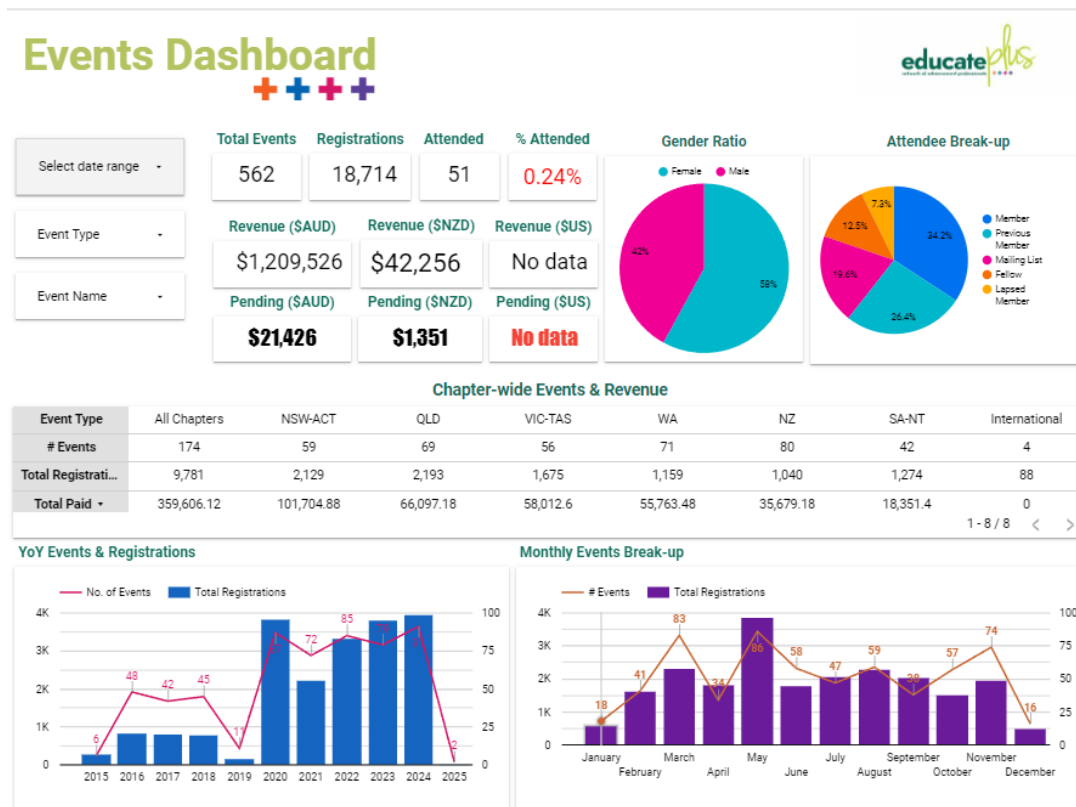 Events Dashboard
educateplus
Select date range
Event Type
Event Name
Total Events Registrations Attended % Attended
562 18,714 51 0.24%
Revenue ($AUD) Revenue ($NZD) Revenue ($US)
$1,209,526 $42,256 No data
Pending ($AUD) Pending ($NZD) Pending ($US)
$21,426 $1,351 No data
Gender Ratio
Female Male
42%
58%
Attendee Break-up
7.3%
12.5%
34.2%
19.6%
26.4%
Member
Previous
Member
Mailing List
Fellow
Lapsed
Member
Chapter-wide Events & Revenue
Event Type All Chapters NSW-ACT QLD VIC-TAS WA NZ SA-NT International
# Events 174 59 69 56 71 80 42 4
Total Registrati... 9,781 2,129 2,193 1,675 1,159 1,040 1,274 88
Total Paid 359,606.12 101,704.88 66,097.18 58,012.6 55,763.48 35,679.18 18,351.4 0
1 - 8 / 8
YoY Events & Registrations
No. of Events Total Registrations
4K 100
3K 75
2K 50
1K 25
0 0
6 48 42 45 11 72 85 2
2015 2016 2017 2018 2019 2020 2021 2022 2023 2024 2025
Monthly Events Break-up
# Events Total Registrations
4K 100
3K 75
2K 50
1K 25
0 0
18 41 83 34 86 58 47 59 38 57 74 16
January March May July September November
February April June August October December